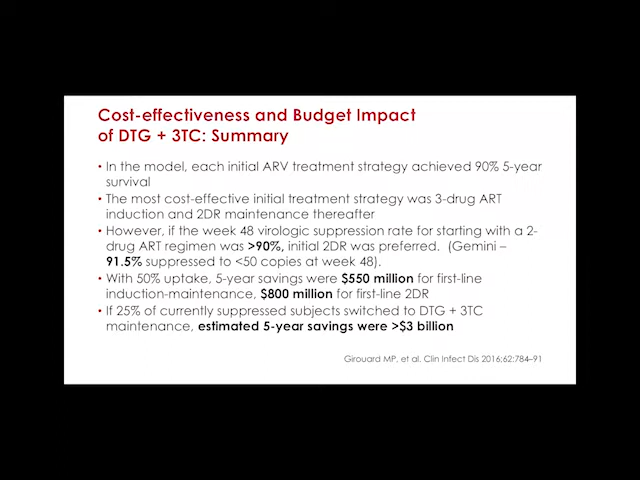 Cost-effectiveness and Budget Impact
of DTG + 3TC: Summary
• In the model, each initial ARV treatment strategy achieved 90% 5-year
survival
• The most cost-effective initial treatment strategy was 3-drug ART
induction and 2DR maintenance thereafter
• However, if the week 48 virologic suppression rate for starting with a 2-
drug ART regimen was >90%, initial 2DR was preferred. (Gemini –
91.5% suppressed to <50 copies at week 48).
• With 50% uptake, 5-year savings were $550 million for first-line
induction-maintenance, $800 million for first-line 2DR
• If 25% of currently suppressed subjects switched to DTG + 3TC
maintenance, estimated 5-year savings were >$3 billion
Girouard MP, et al. Clin Infect Dis 2016;62:784–91